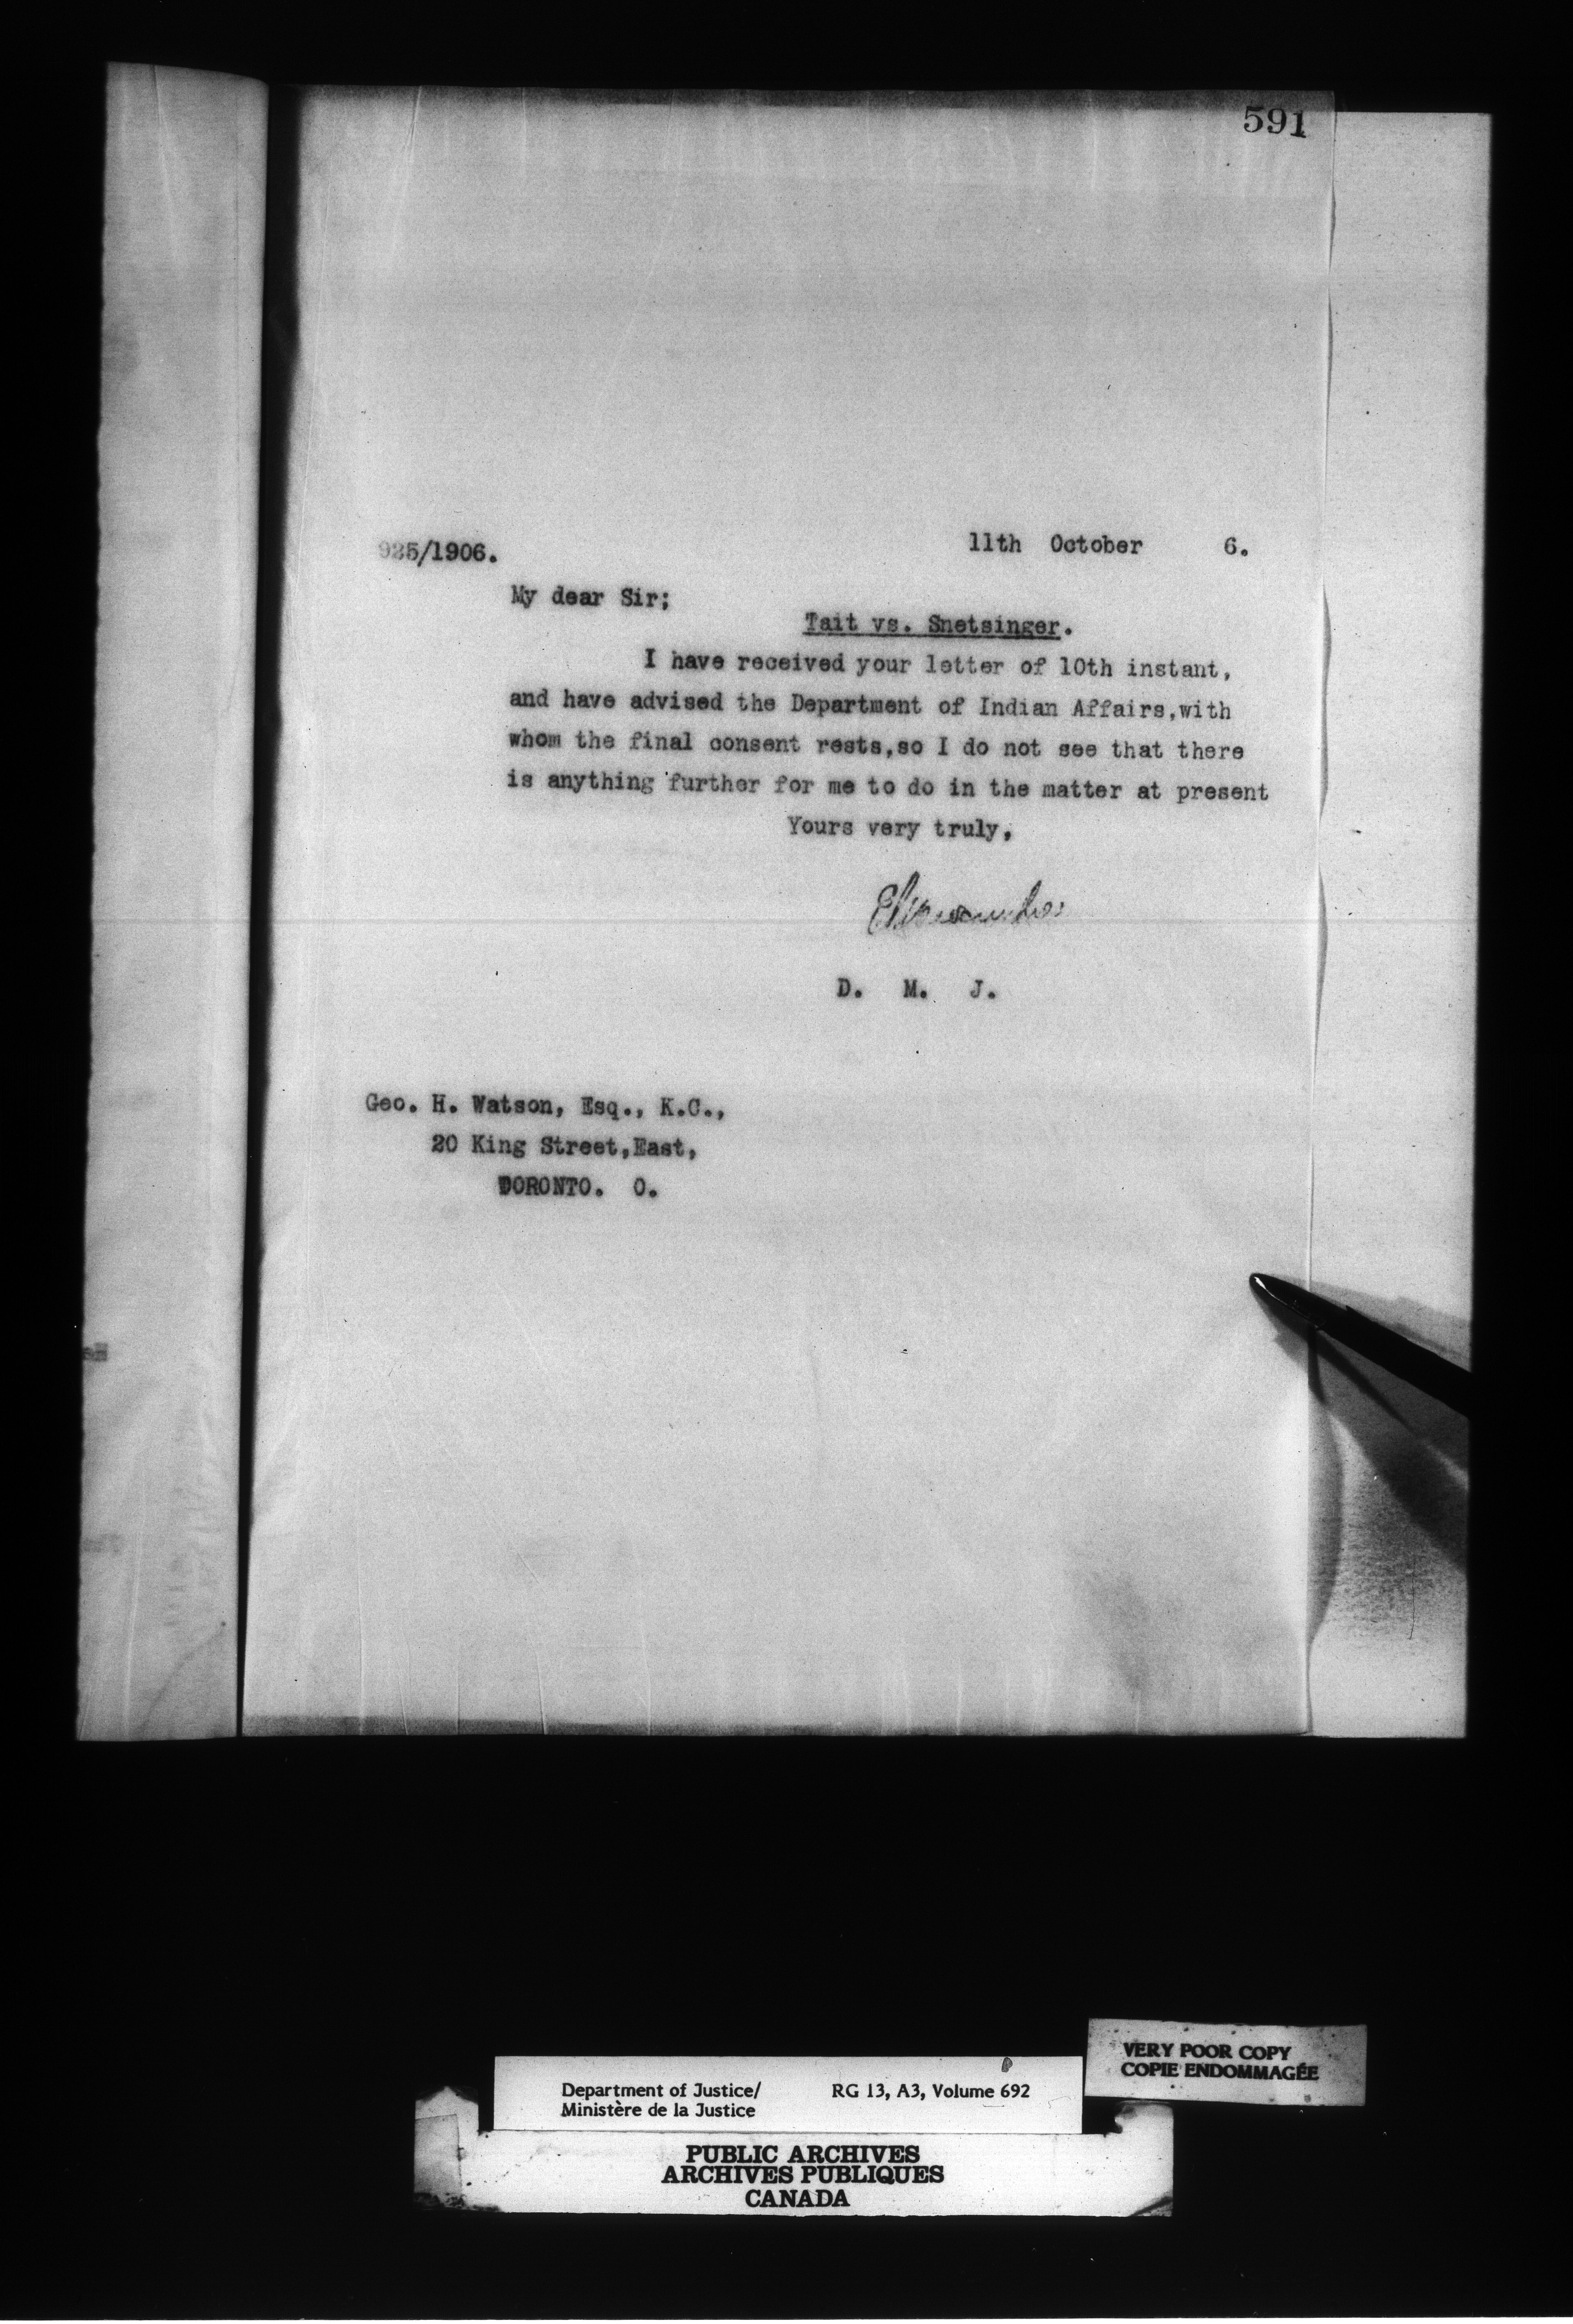 591
925/1906.
11th October 6.
My dear Sir;
Tait vs. Snetsinger.
I have received your letter of 10th instant,
and have advised the Department of Indian Affairs,with
whom the final consent rests,so I do not see that there
is anything further for me to do in the matter at present
Yours very truly,
D. M. J.
Geo. H. Watson, Esq., K.C.,
20 King Street,East,
TORONTO. O.
VERY POOR COPY
COPIE ENDOMMAGÉE
Department of Justice/
Ministère de la Justice
RG 13, A3, Volume 692
PUBLIC ARCHIVES
ARCHIVES PUBLIQUES
CANADA